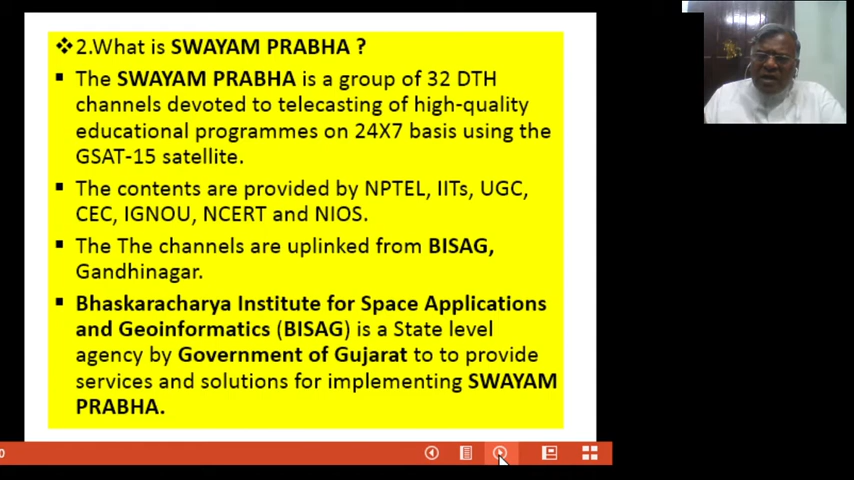 ❖2.What is SWAYAM PRABHA ?
▪ The SWAYAM PRABHA is a group of 32 DTH
channels devoted to telecasting of high-quality
educational programmes on 24X7 basis using the
GSAT-15 satellite.
▪ The contents are provided by NPTEL, IITs, UGC,
CEC, IGNOU, NCERT and NIOS.
▪ The The channels are uplinked from BISAG,
Gandhinagar.
▪ Bhaskaracharya Institute for Space Applications
and Geoinformatics (BISAG) is a State level
agency by Government of Gujarat to to provide
services and solutions for implementing SWAYAM
PRABHA.
0